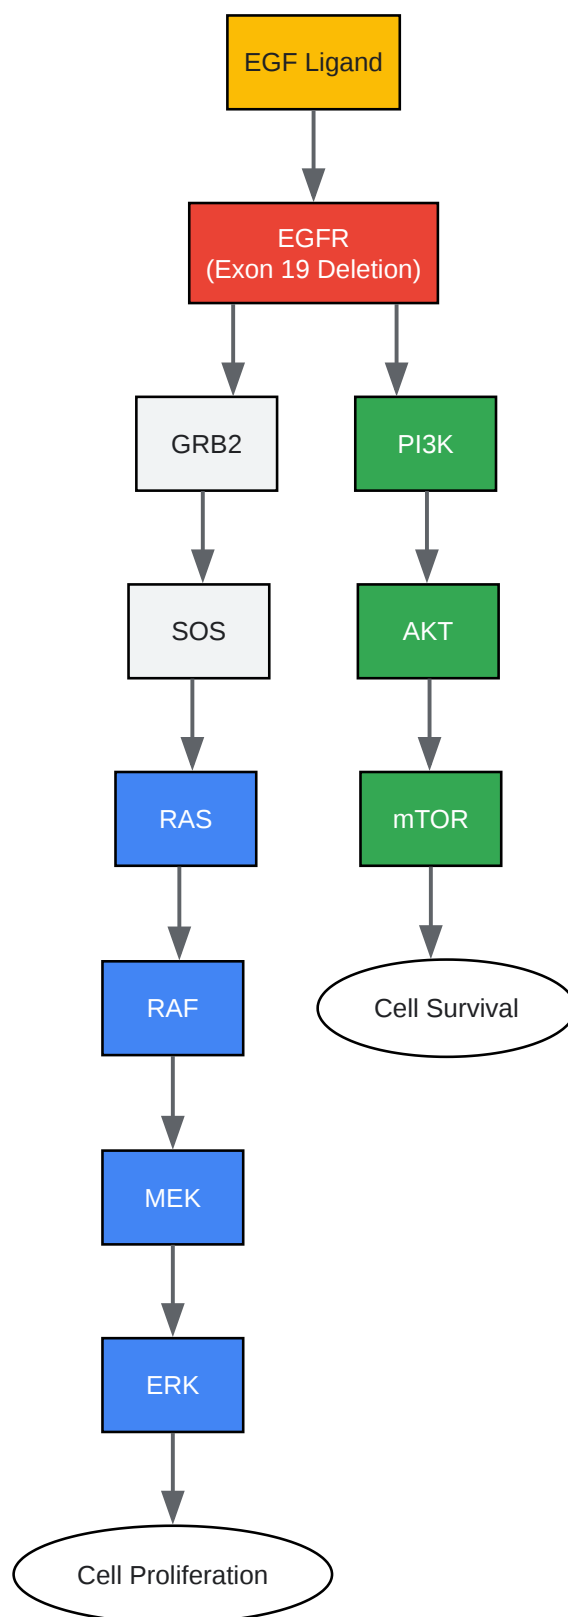 EGF Ligand
EGFR
(Exon 19 Deletion)
GRB2
PI3K
SOS
AKT
RAS
mTOR
RAF
Cell Survival
MEK
ERK
Cell Proliferation